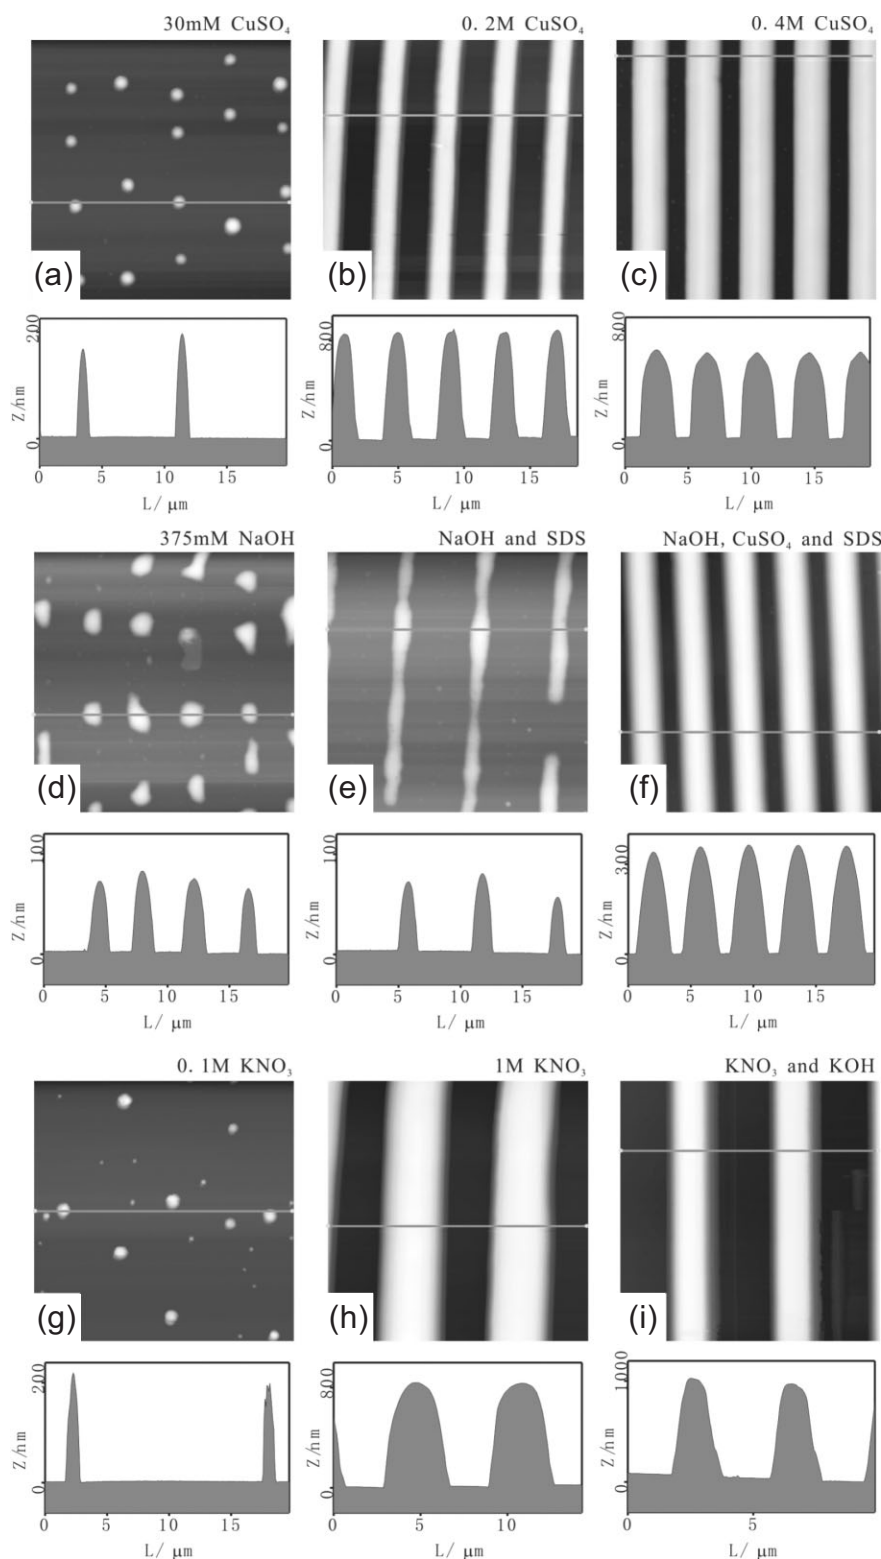 30mM CuSO₄
0. 2M CuSO₄
0. 4M CuSO₄
(a)
(b)
(c)
200
0
Z/nm
0 5 10 15
L/ μm
800
0
Z/nm
0 5 10 15
L/ μm
800
0
Z/nm
0 5 10 15
L/ μm
375mM NaOH
NaOH and SDS
NaOH, CuSO₄ and SDS
(d)
(e)
(f)
100
0
Z/nm
0 5 10 15
L/ μm
100
0
Z/nm
0 5 10 15
L/ μm
300
0
Z/nm
0 5 10 15
L/ μm
0. 1M KNO₃
1M KNO₃
KNO₃ and KOH
(g)
(h)
(i)
200
0
Z/nm
0 5 10 15
L/ μm
800
0
Z/nm
0 5 10
L/ μm
1000
0
Z/nm
0 5
L/ μm